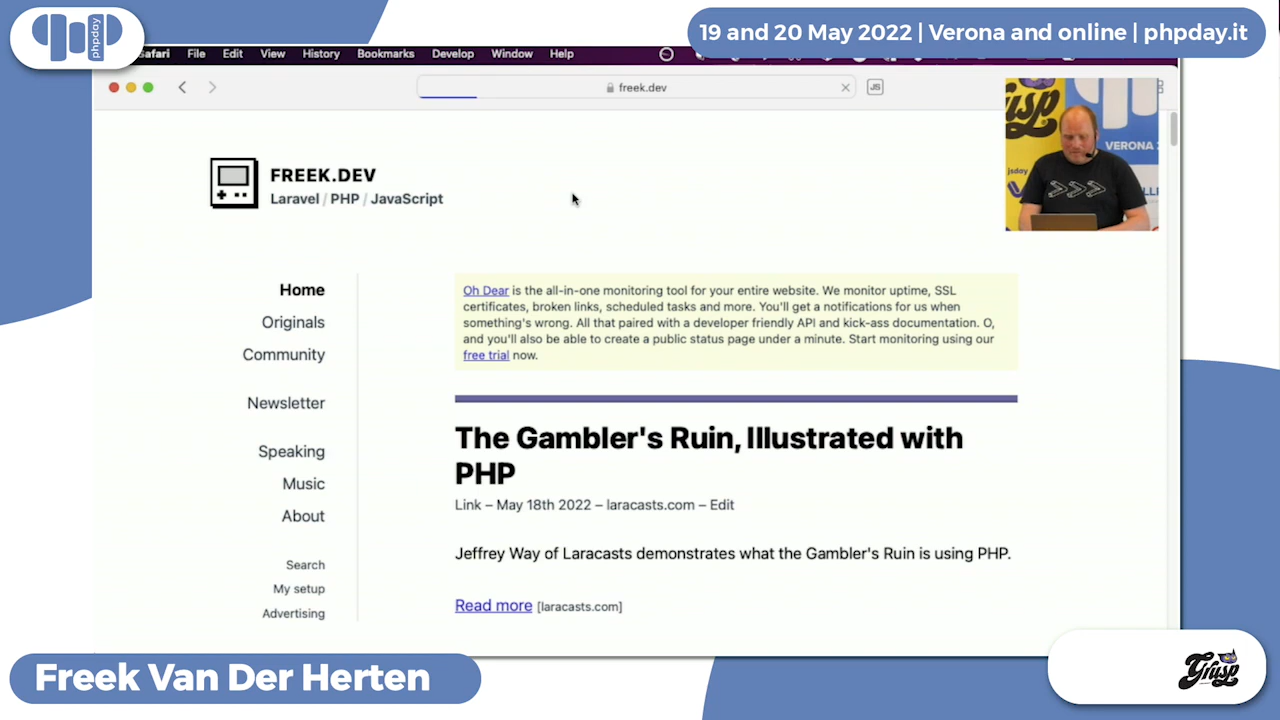 phpday
19 and 20 May 2022 | Verona and online | phpday.it
Safari File Edit View History Bookmarks Develop Window Help
freek.dev
JS
FREEK.DEV
Laravel / PHP / JavaScript
Grusp
VERONA
jsday
Home
Originals
Community
Newsletter
Speaking
Music
About
Search
My setup
Advertising
Oh Dear is the all-in-one monitoring tool for your entire website. We monitor uptime, SSL
certificates, broken links, scheduled tasks and more. You'll get a notifications for us when
something's wrong. All that paired with a developer friendly API and kick-ass documentation. O,
and you'll also be able to create a public status page under a minute. Start monitoring using our
free trial now.
The Gambler's Ruin, Illustrated with
PHP
Link – May 18th 2022 – laracasts.com – Edit
Jeffrey Way of Laracasts demonstrates what the Gambler's Ruin is using PHP.
Read more [laracasts.com]
Freek Van Der Herten
Grusp